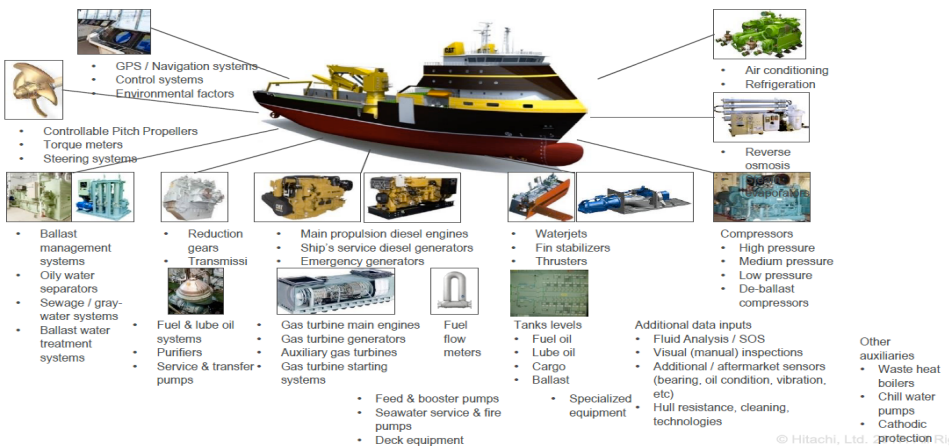 GPS / Navigation systems
Control systems
Environmental factors
Controllable Pitch Propellers
Torque meters
Steering systems
Air conditioning
Refrigeration
Reverse
osmosis
evaporators
Ballast
management
systems
Oily water
separators
Sewage / gray-
water systems
Ballast water
treatment
systems
Reduction
gears
Transmissi
Main propulsion diesel engines
Ship's service diesel generators
Emergency generators
Waterjets
Fin stabilizers
Thrusters
Compressors
High pressure
Medium pressure
Low pressure
De-ballast
compressors
Fuel & lube oil
systems
Purifiers
Service & transfer
pumps
Gas turbine main engines
Gas turbine generators
Auxiliary gas turbines
Gas turbine starting
systems
Fuel
flow
meters
Tanks levels
Fuel oil
Lube oil
Cargo
Ballast
Additional data inputs
Fluid Analysis / SOS
Visual (manual) inspections
Additional / aftermarket sensors
(bearing, oil condition, vibration,
etc)
Hull resistance, cleaning,
technologies
Other
auxiliaries
Waste heat
boilers
Chill water
pumps
Cathodic
protection
Feed & booster pumps
Seawater service & fire
pumps
Deck equipment
Specialized
equipment
© Hitachi, Ltd.